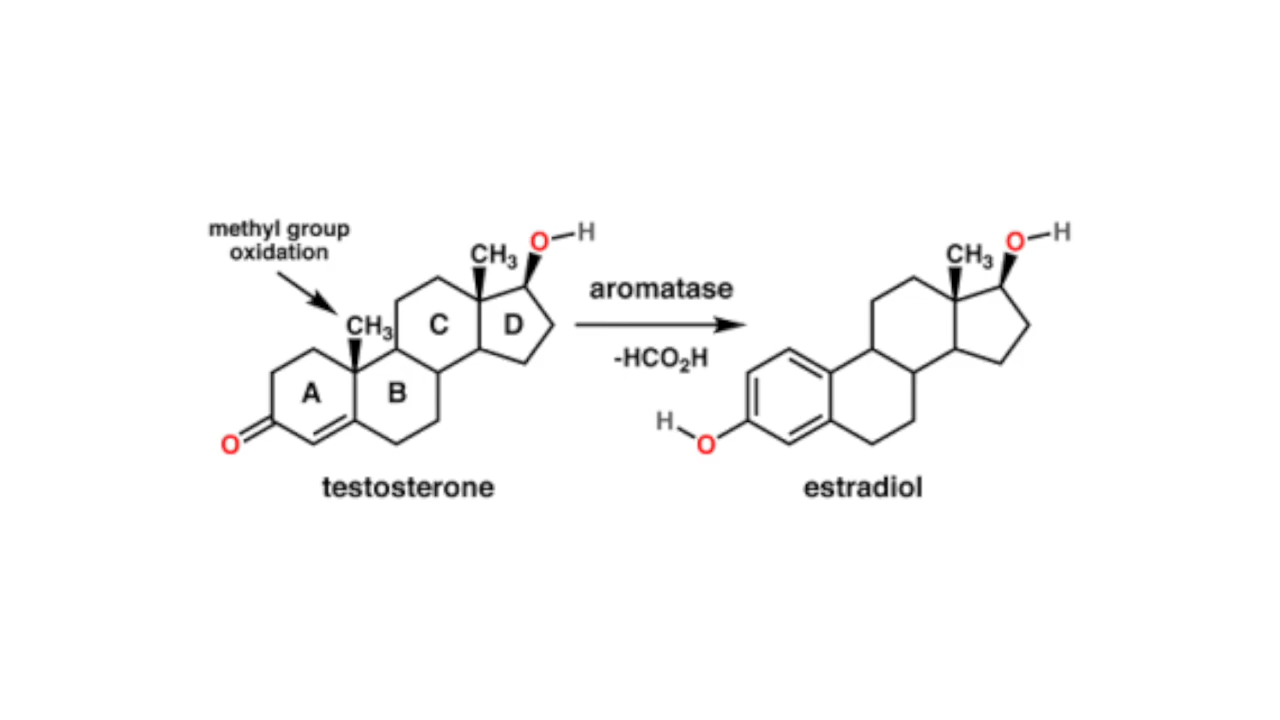 methyl group
oxidation
CH₃
A
B
C
D
O
CH₃
O
H
testosterone
aromatase
-HCO₂H
CH₃
O
H
H
O
estradiol